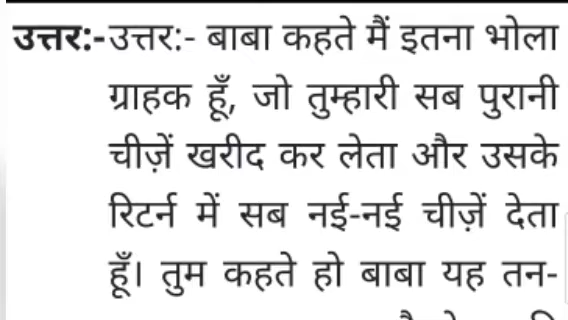 उत्तर:-उत्तर:- बाबा कहते मैं इतना भोला
ग्राहक हूँ, जो तुम्हारी सब पुरानी
चीज़ें खरीद कर लेता और उसके
रिटर्न में सब नई-नई चीज़ें देता
हूँ। तुम कहते हो बाबा यह तन-